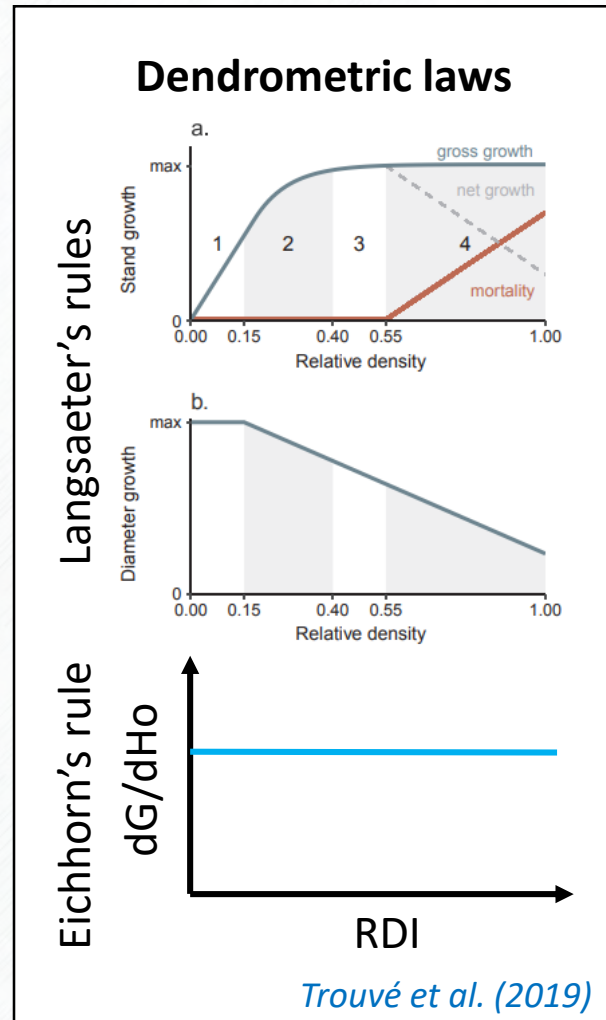 Dendrometric laws
Langsaeter's rules
a.
gross growth
max
net growth
Stand growth
1
2
3
4
mortality
0
0.00 0.15 0.40 0.55 1.00
Relative density
b.
max
Diameter growth
0
0.00 0.15 0.40 0.55 1.00
Relative density
Eichhorn's rule
dG/dHo
RDI
Trouvé et al. (2019)